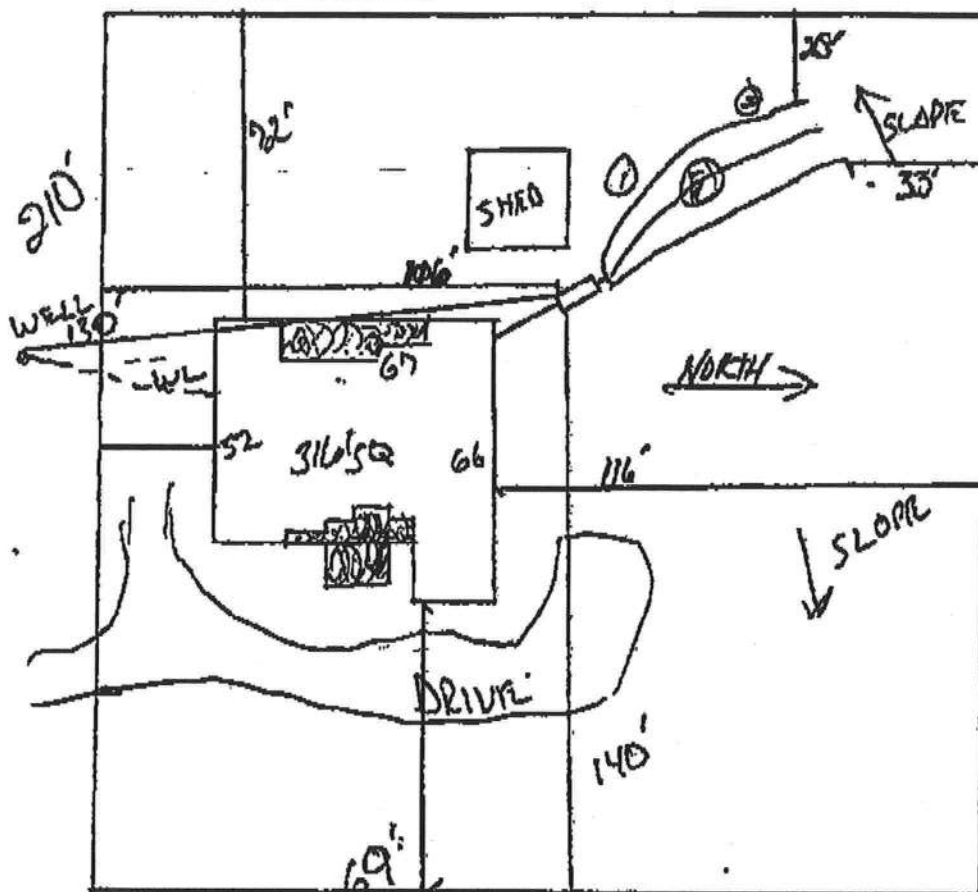 25'
72'
SLOPE
210'
SHED
33'
106'
WELL
130'
WL
67
NORTH
52
316'SQ
66
116'
SLOPE
DRIVE
140'
69'